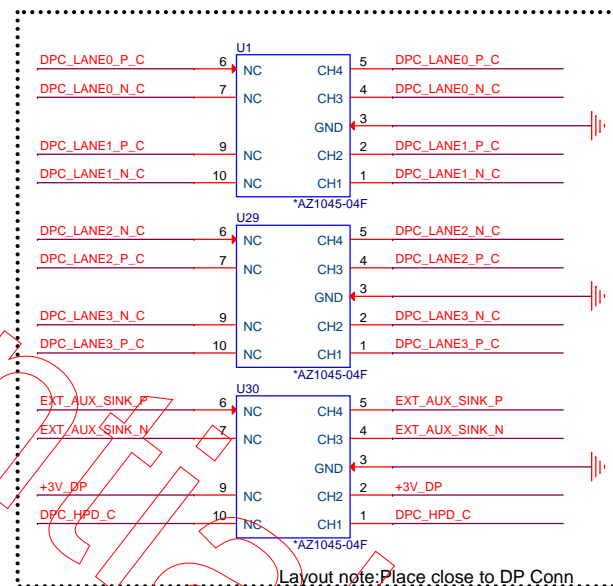 U1
DPC_LANE0_P_C 6 NC CH4 5 DPC_LANE0_P_C
DPC_LANE0_N_C 7 NC CH3 4 DPC_LANE0_N_C
GND 3
DPC_LANE1_P_C 9 NC CH2 2 DPC_LANE1_P_C
DPC_LANE1_N_C 10 NC CH1 1 DPC_LANE1_N_C
*AZ1045-04F
U29
DPC_LANE2_N_C 6 NC CH4 5 DPC_LANE2_N_C
DPC_LANE2_P_C 7 NC CH3 4 DPC_LANE2_P_C
GND 3
DPC_LANE3_N_C 9 NC CH2 2 DPC_LANE3_N_C
DPC_LANE3_P_C 10 NC CH1 1 DPC_LANE3_P_C
*AZ1045-04F
U30
EXT_AUX_SINK_P 6 NC CH4 5 EXT_AUX_SINK_P
EXT_AUX_SINK_N 7 NC CH3 4 EXT_AUX_SINK_N
GND 3
+3V_DP 9 NC CH2 2 +3V_DP
DPC_HPD_C 10 NC CH1 1 DPC_HPD_C
*AZ1045-04F
Layout note:Place close to DP Conn